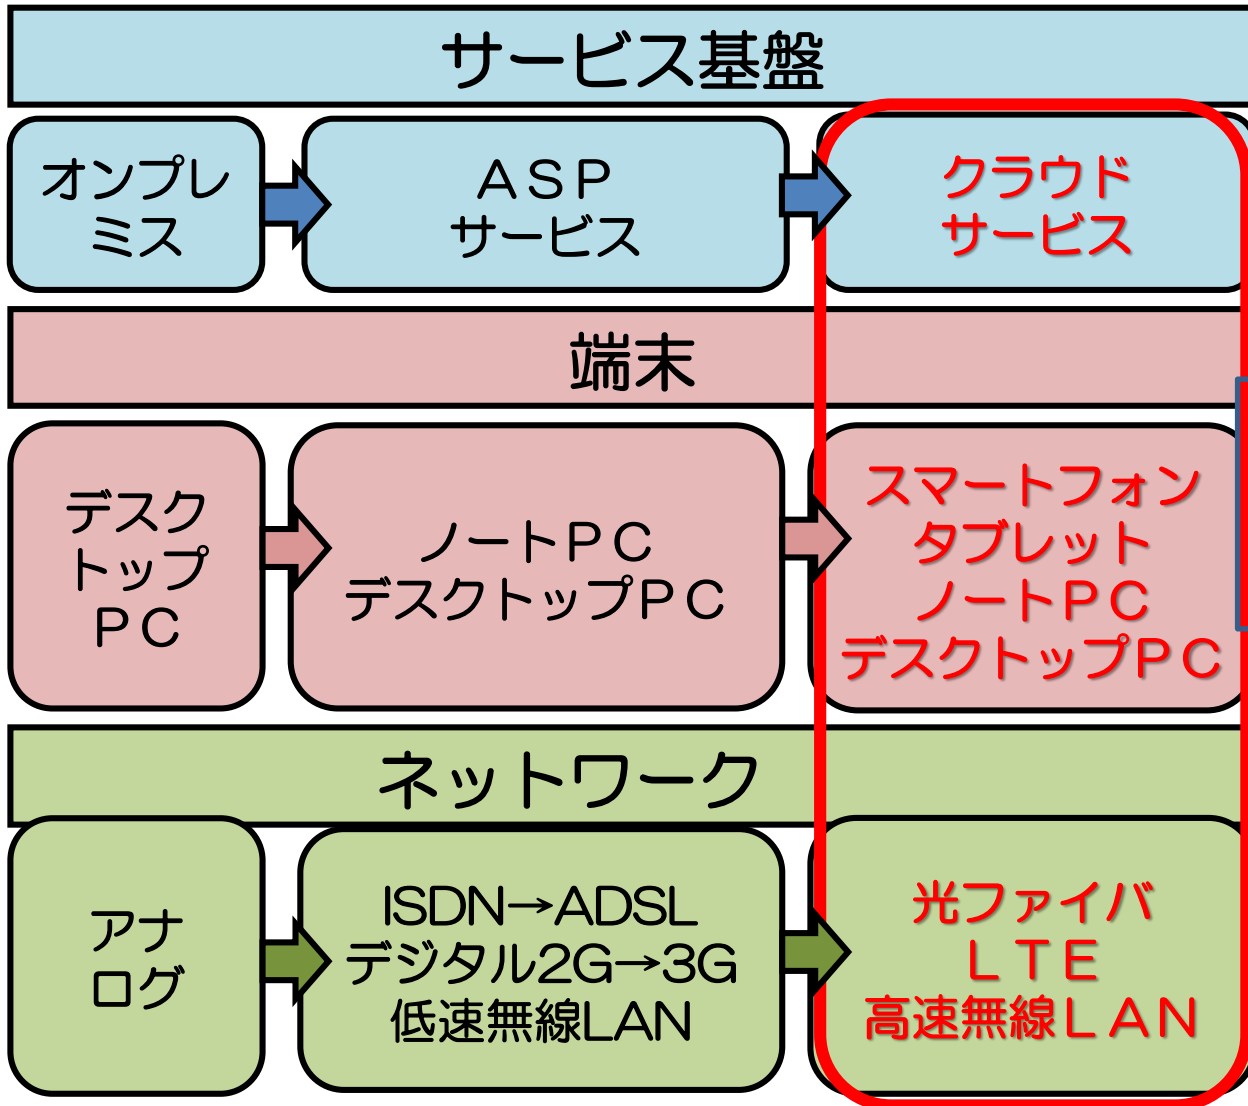 サービス基盤
オンプレ
ミス
ＡＳＰ
サービス
クラウド
サービス
端末
デスク
トップ
ＰＣ
ノートＰＣ
デスクトップＰＣ
スマートフォン
タブレット
ノートＰＣ
デスクトップＰＣ
ネットワーク
アナ
ログ
ISDN→ADSL
デジタル2G→3G
低速無線LAN
光ファイバ
ＬＴＥ
高速無線ＬＡＮ